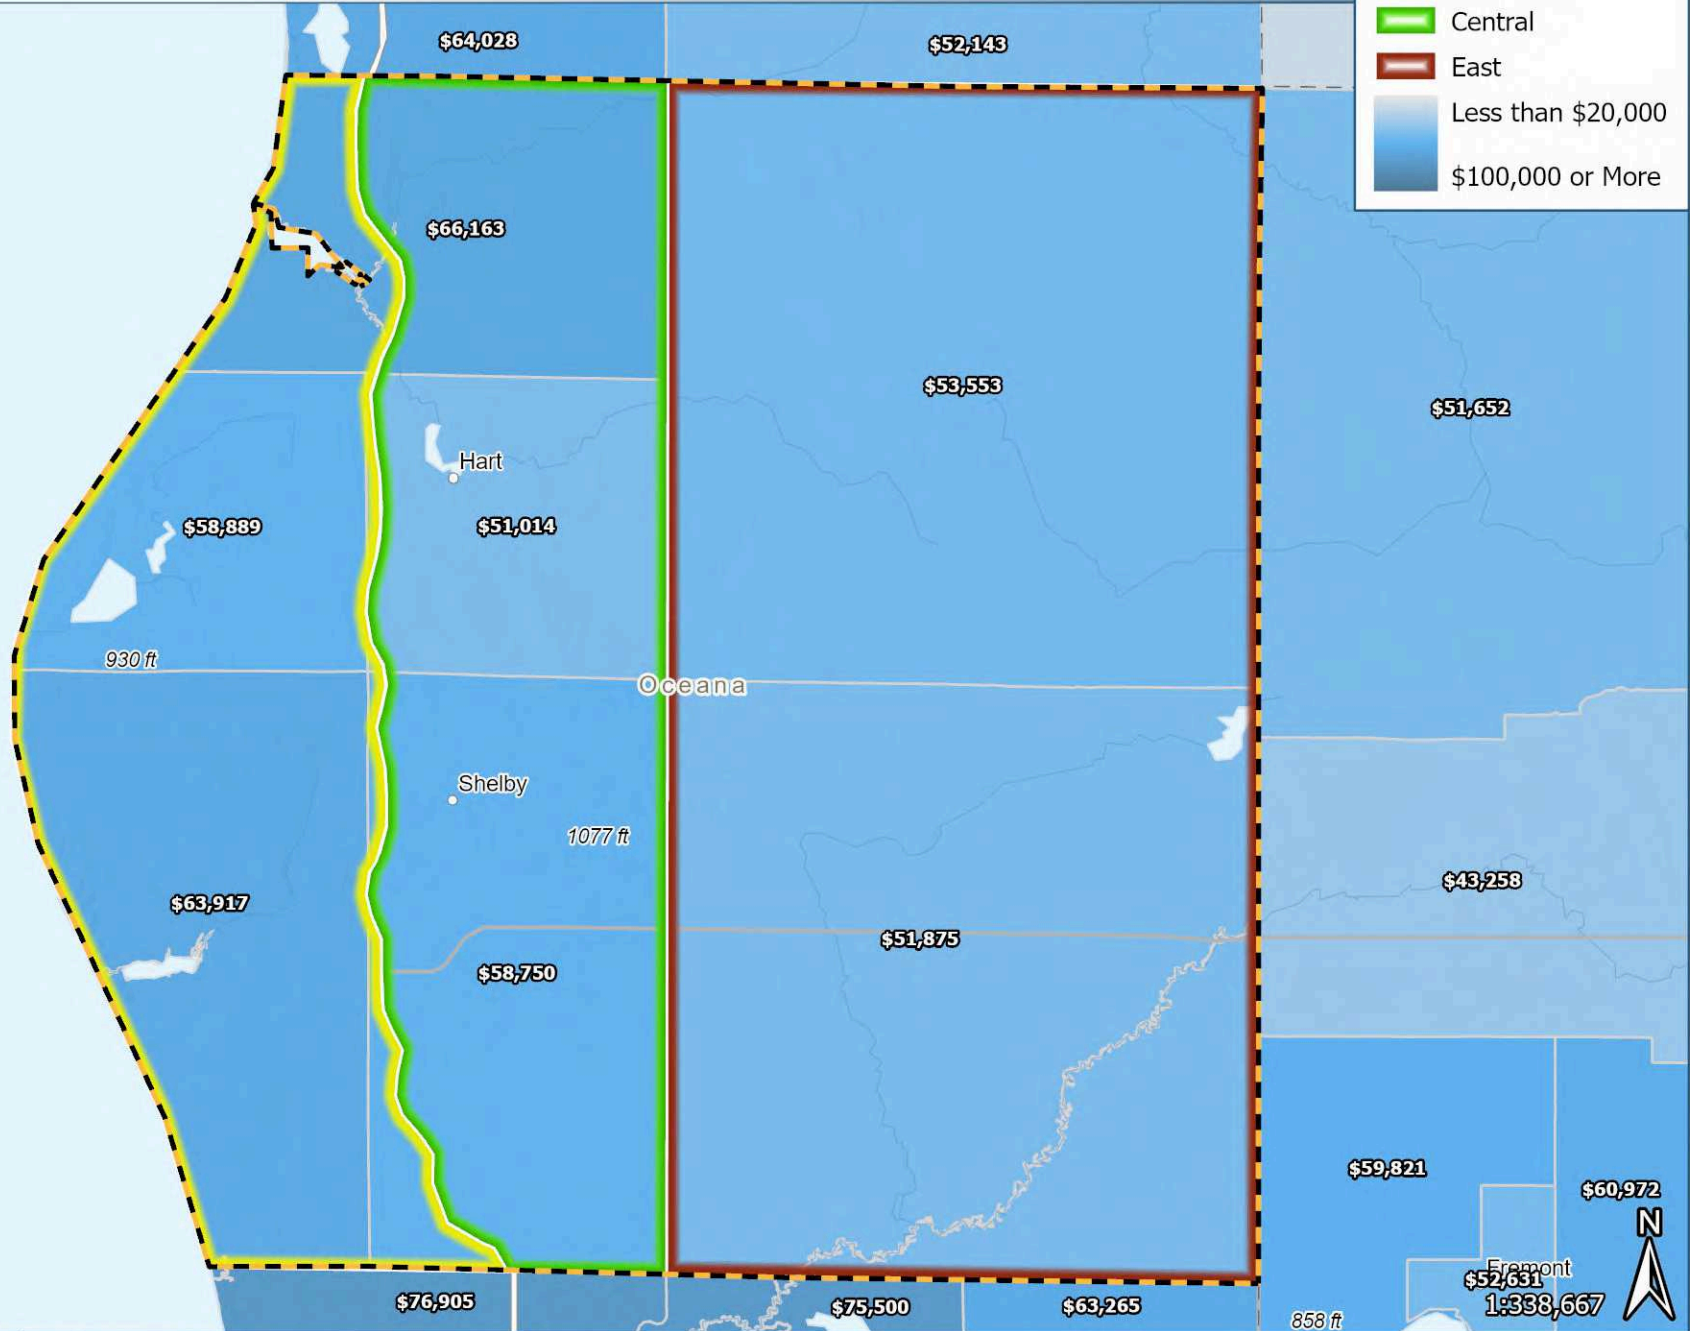 Central
East
Less than $20,000
$100,000 or More
$64,028
$52,143
$66,163
$53,553
$51,652
Hart
$58,889
$51,014
930 ft
Oceana
Shelby
1077 ft
$63,917
$43,258
$51,875
$58,750
$59,821
$60,972
N
Fremont
$52,631
1:338,667
$76,905
$75,500
$63,265
858 ft